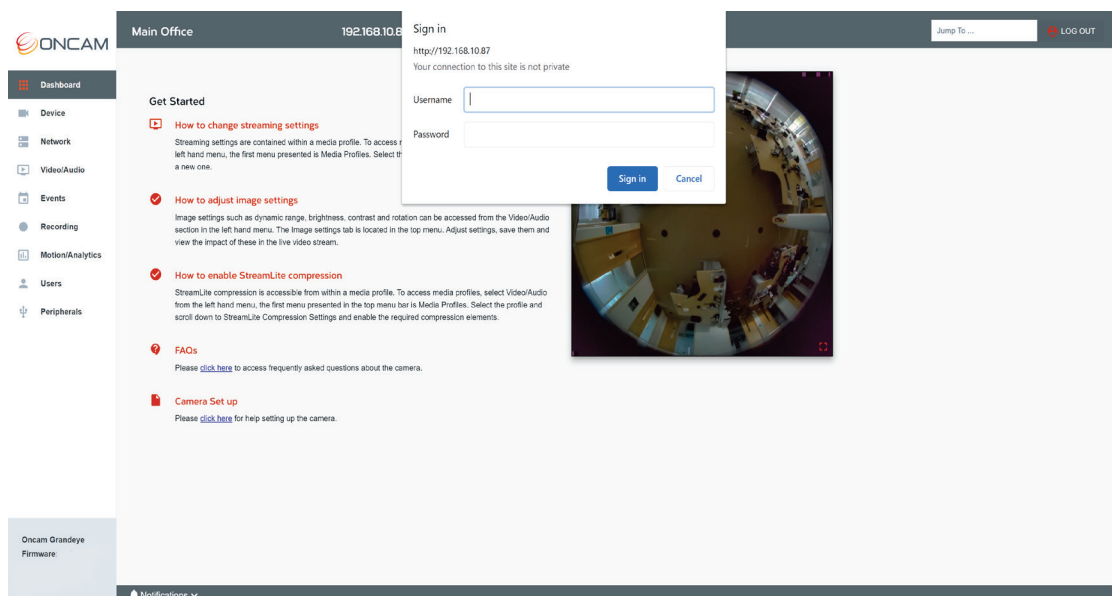 ONCAM
Main Office
192.168.10.8
Jump To ...
LOG OUT
Sign in
http://192.168.10.87
Your connection to this site is not private
Username
Password
Sign in
Cancel
Dashboard
Device
Network
Video/Audio
Events
Recording
Motion/Analytics
Users
Peripherals
Oncam Grandeye
Firmware:
Get Started
How to change streaming settings
Streaming settings are contained within a media profile. To access
left hand menu, the first menu presented is Media Profiles. Select
a new one.
How to adjust image settings
Image settings such as dynamic range, brightness, contrast and rotation can be accessed from the Video/Audio
section in the left hand menu. The Image settings tab is located in the top menu. Adjust settings, save them and
view the impact of these in the live video stream.
How to enable StreamLite compression
StreamLite compression is accessible from within a media profile. To access media profiles, select Video/Audio
from the left hand menu, the first menu presented in the top menu bar is Media Profiles. Select the profile and
scroll down to StreamLite Compression Settings and enable the required compression elements.
FAQs
Please click here to access frequently asked questions about the camera.
Camera Set up
Please click here for help setting up the camera.
Notifications